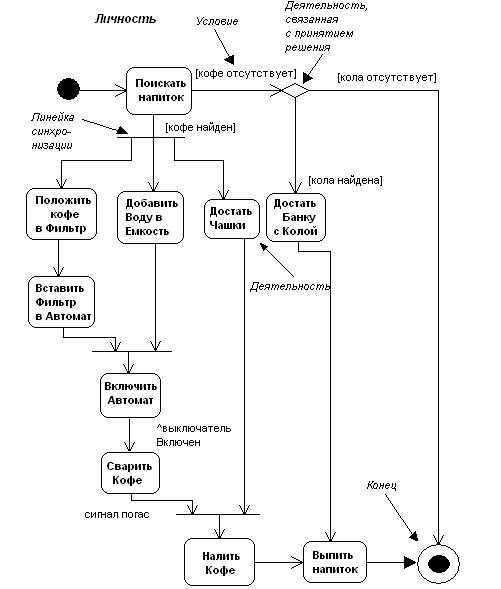 Личность
Условие
Деятельность,
связанная
с принятием
решения
[кофе отсутствует]
[кола отсутствует]
Поискать
напиток
Линейка
синхро-
низации
[кофе найден]
[кола найдена]
Положить
кофе
в Фильтр
Добавить
Воду в
Емкость
Достать
Чашки
Достать
Банку
с Колой
Деятельность
Вставить
Фильтр
в Автомат
Включить
Автомат
^выключатель
Включен
Сварить
Кофе
сигнал погас
Конец
Налить
Кофе
Выпить
напиток